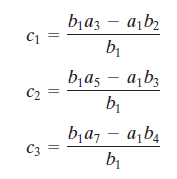 c₁ = (b₁a₃ − a₁b₂) / b₁
c₂ = (b₁a₅ − a₁b₃) / b₁
c₃ = (b₁a₇ − a₁b₄) / b₁